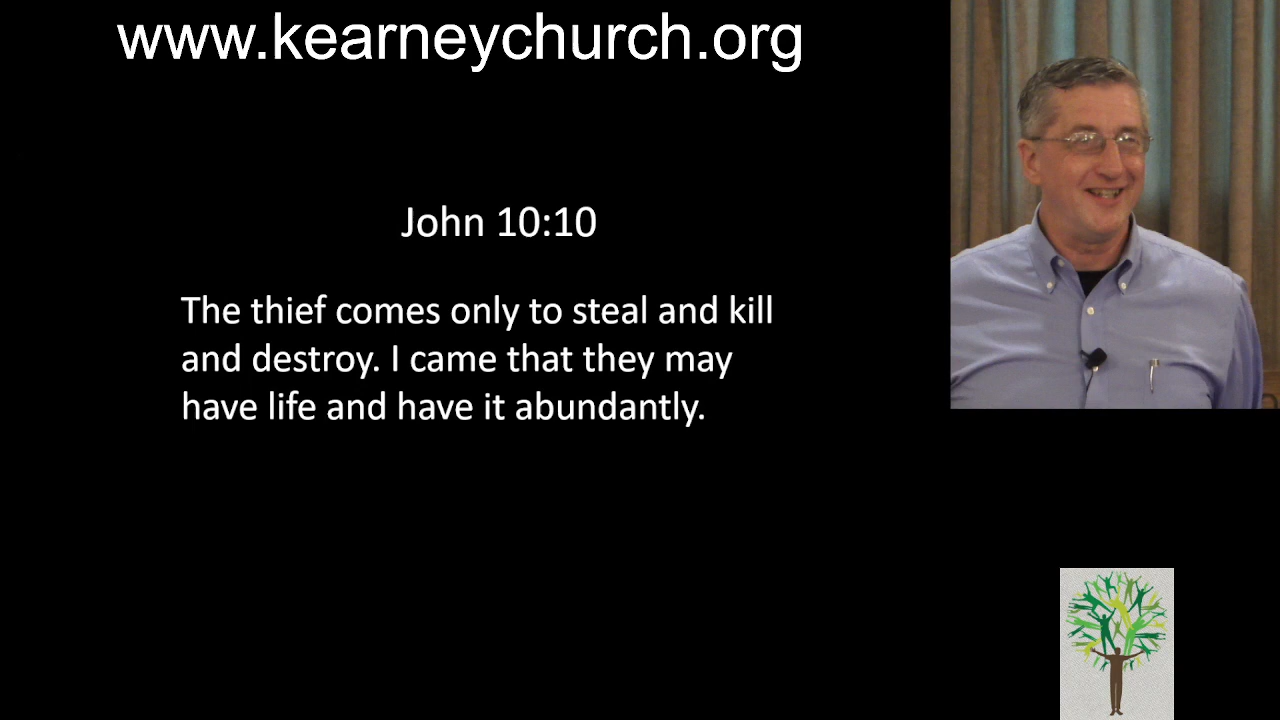 www.kearneychurch.org
John 10:10
The thief comes only to steal and kill
and destroy. I came that they may
have life and have it abundantly.